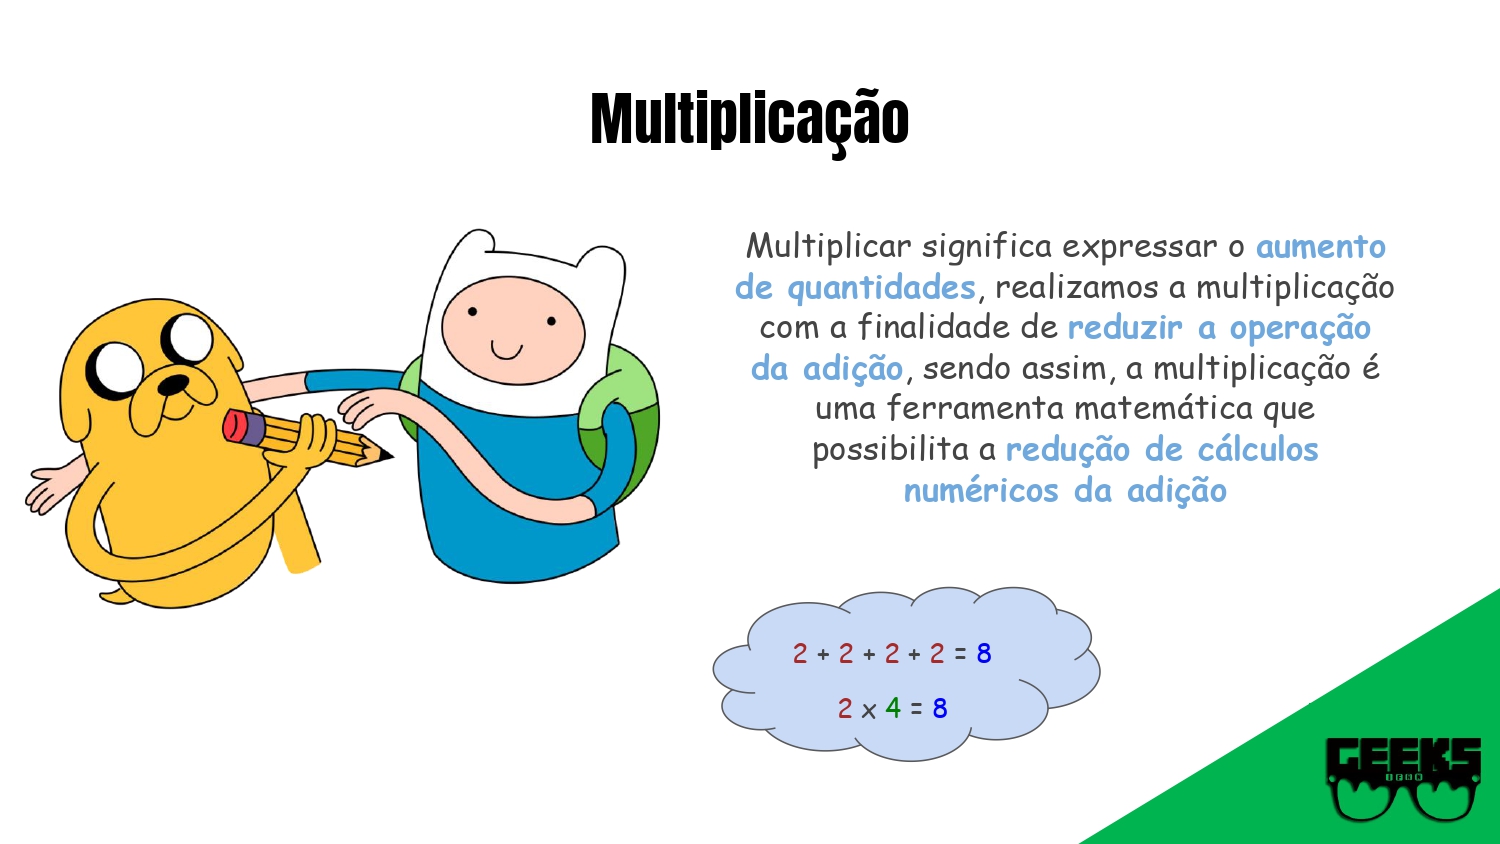 Multiplicação
Multiplicar significa expressar o aumento
de quantidades, realizamos a multiplicação
com a finalidade de reduzir a operação
da adição, sendo assim, a multiplicação é
uma ferramenta matemática que
possibilita a redução de cálculos
numéricos da adição
2 + 2 + 2 + 2 = 8
2 x 4 = 8
GEEKS
IFRN